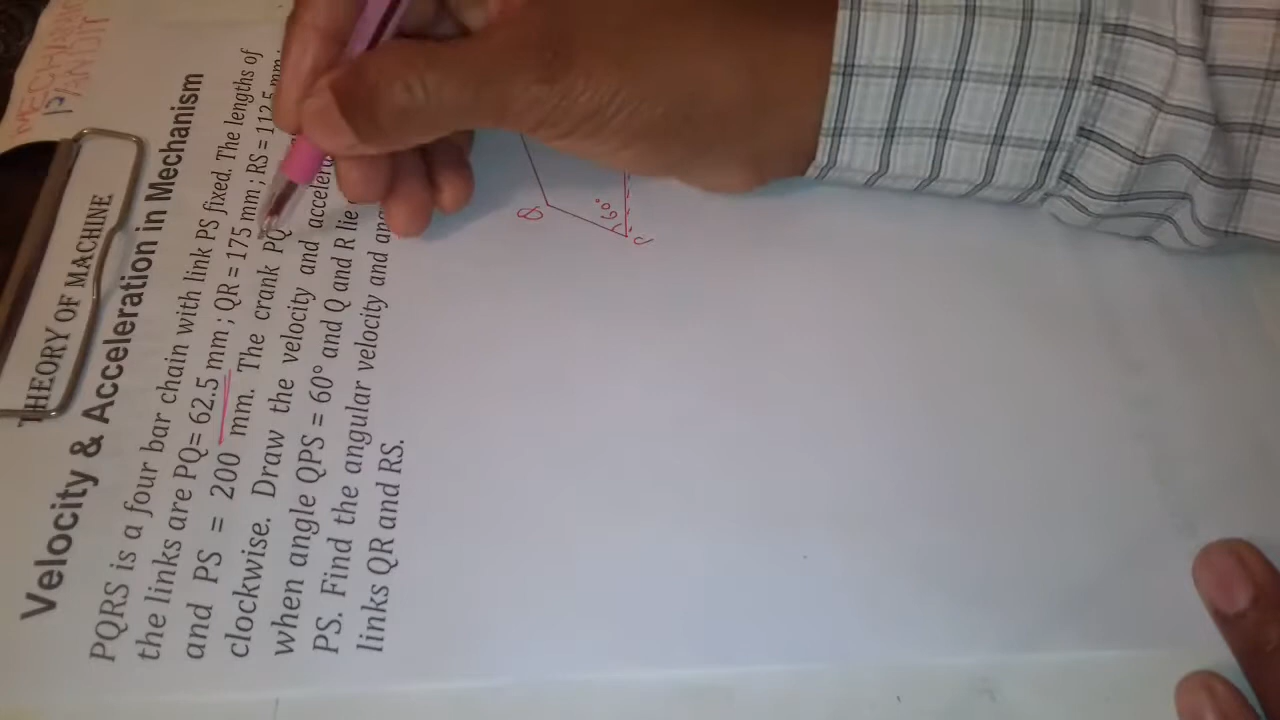 MECHANIC
PANDIT
THEORY OF MACHINE
Velocity & Acceleration in Mechanism
PQRS is a four bar chain with link PS fixed. The lengths of
the links are PQ= 62.5 mm ; QR = 175 mm ; RS = 112.5 mm
and PS = 200 mm. The crank PQ
clockwise. Draw the velocity and
when angle QPS = 60° and Q and R lie
PS. Find the angular velocity and
links QR and RS.
Q
60°
P